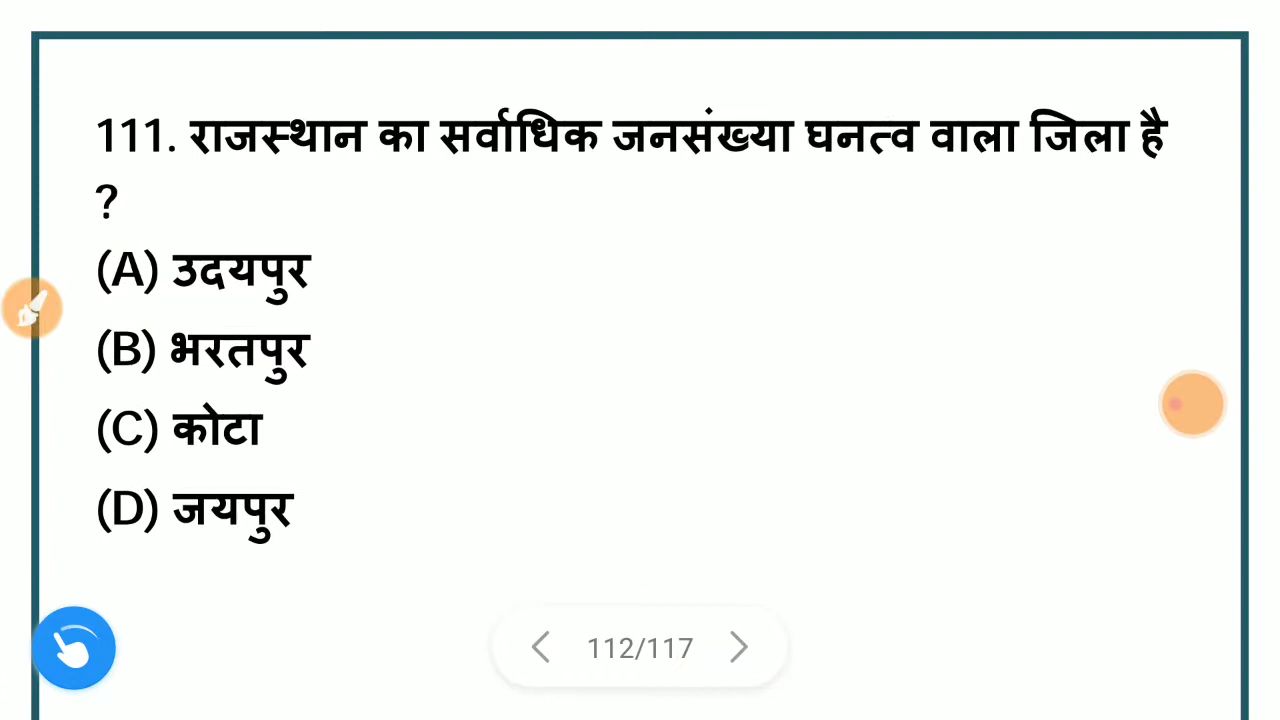 111. राजस्थान का सर्वाधिक जनसंख्या घनत्व वाला जिला है
?
(A) उदयपुर
(B) भरतपुर
(C) कोटा
(D) जयपुर
112/117